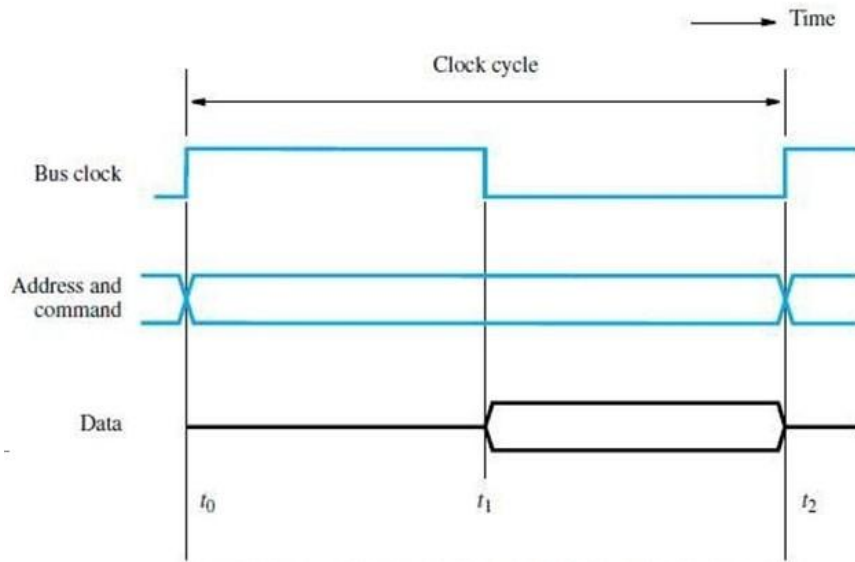 Time
Clock cycle
Bus clock
Address and
command
Data
t0
t1
t2